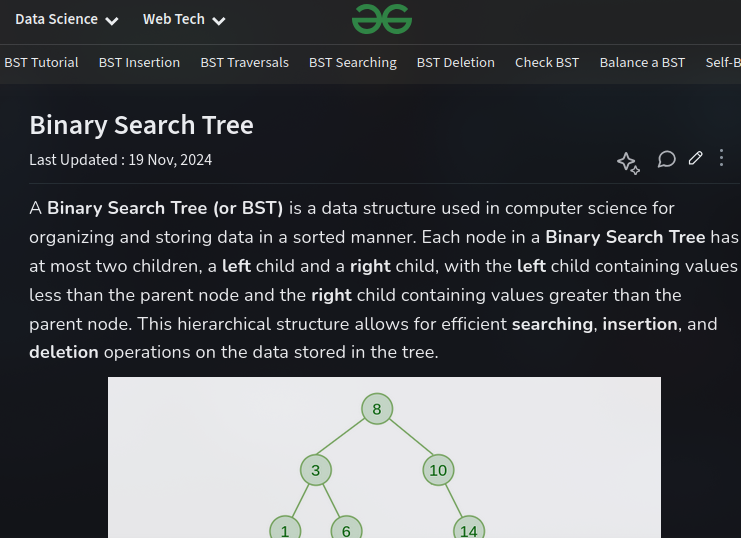 Data Science Web Tech
BST Tutorial BST Insertion BST Traversals BST Searching BST Deletion Check BST Balance a BST Self-B
Binary Search Tree
Last Updated : 19 Nov, 2024
A Binary Search Tree (or BST) is a data structure used in computer science for
organizing and storing data in a sorted manner. Each node in a Binary Search Tree has
at most two children, a left child and a right child, with the left child containing values
less than the parent node and the right child containing values greater than the
parent node. This hierarchical structure allows for efficient searching, insertion, and
deletion operations on the data stored in the tree.
8
3 10
1 6 14